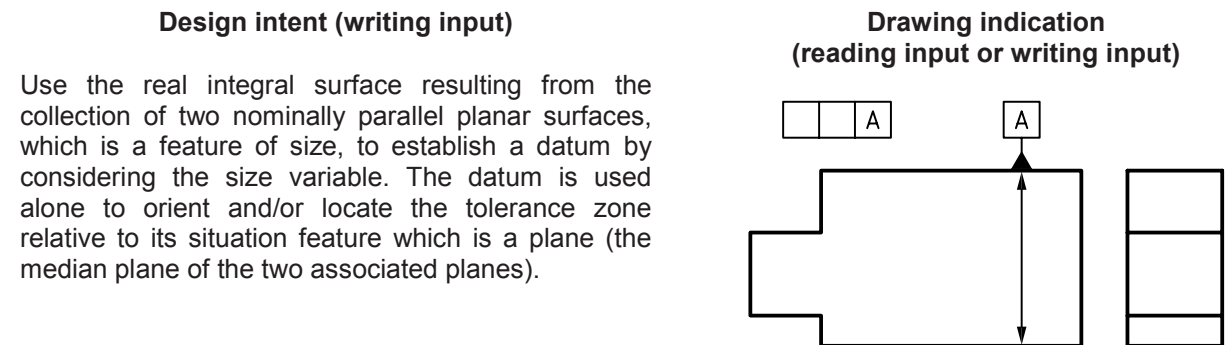 Design intent (writing input)
Use the real integral surface resulting from the
collection of two nominally parallel planar surfaces,
which is a feature of size, to establish a datum by
considering the size variable. The datum is used
alone to orient and/or locate the tolerance zone
relative to its situation feature which is a plane (the
median plane of the two associated planes).
Drawing indication
(reading input or writing input)
A
A